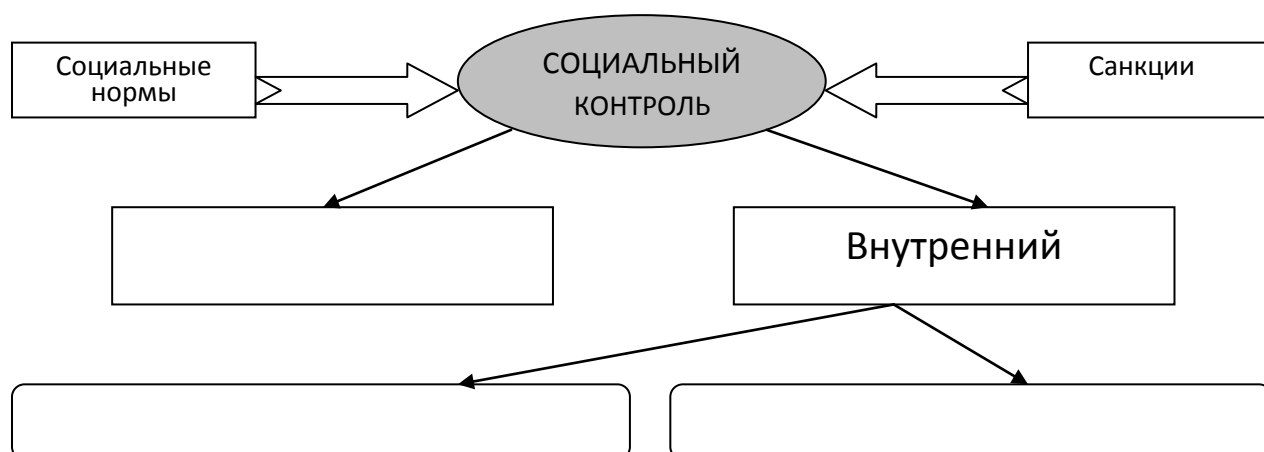 Социальные
нормы
СОЦИАЛЬНЫЙ
КОНТРОЛЬ
Санкции
Внутренний